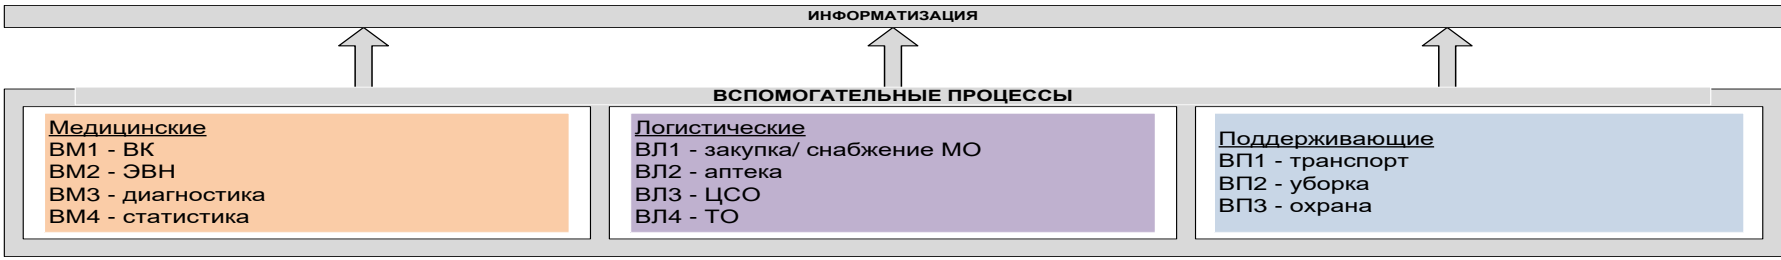 ИНФОРМАТИЗАЦИЯ
ВСПОМОГАТЕЛЬНЫЕ ПРОЦЕССЫ
Медицинские
ВМ1 - ВК
ВМ2 - ЭВН
ВМ3 - диагностика
ВМ4 - статистика
Логистические
ВЛ1 - закупка/ снабжение МО
ВЛ2 - аптека
ВЛ3 - ЦСО
ВЛ4 - ТО
Поддерживающие
ВП1 - транспорт
ВП2 - уборка
ВП3 - охрана